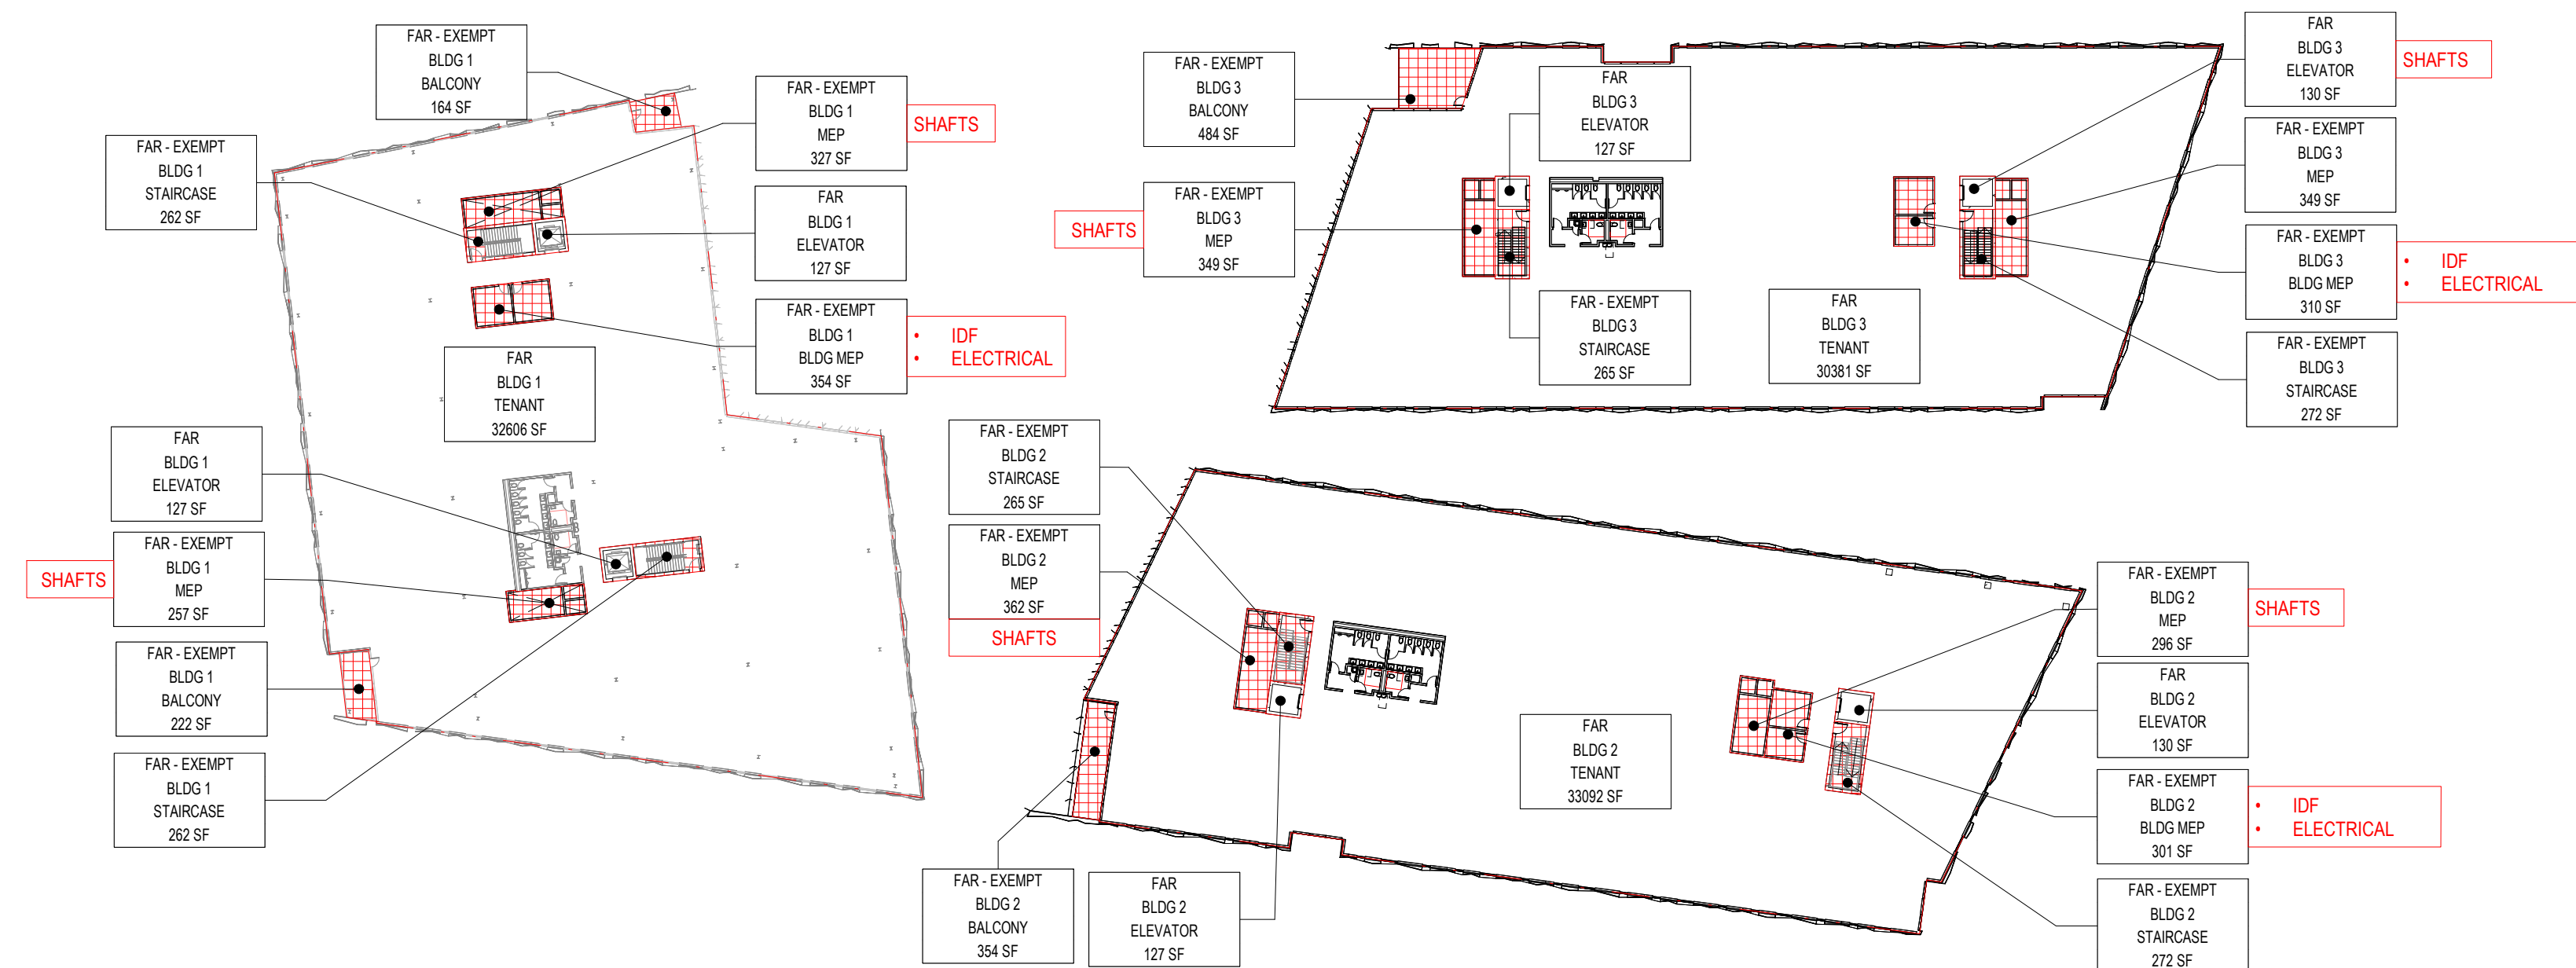 FAR - EXEMPT
BLDG 1
BALCONY
164 SF
FAR - EXEMPT
BLDG 1
STAIRCASE
262 SF
FAR - EXEMPT
BLDG 1
MEP
327 SF
SHAFTS
FAR
BLDG 1
ELEVATOR
127 SF
FAR - EXEMPT
BLDG 1
BLDG MEP
354 SF
• IDF
• ELECTRICAL
FAR
BLDG 1
TENANT
32606 SF
FAR
BLDG 1
ELEVATOR
127 SF
SHAFTS
FAR - EXEMPT
BLDG 1
MEP
257 SF
FAR - EXEMPT
BLDG 1
BALCONY
222 SF
FAR - EXEMPT
BLDG 1
STAIRCASE
262 SF
FAR - EXEMPT
BLDG 3
BALCONY
484 SF
FAR
BLDG 3
ELEVATOR
127 SF
SHAFTS
FAR - EXEMPT
BLDG 3
MEP
349 SF
FAR - EXEMPT
BLDG 3
STAIRCASE
265 SF
FAR
BLDG 3
TENANT
30381 SF
FAR
BLDG 3
ELEVATOR
130 SF
SHAFTS
FAR - EXEMPT
BLDG 3
MEP
349 SF
FAR - EXEMPT
BLDG 3
BLDG MEP
310 SF
• IDF
• ELECTRICAL
FAR - EXEMPT
BLDG 3
STAIRCASE
272 SF
FAR - EXEMPT
BLDG 2
STAIRCASE
265 SF
FAR - EXEMPT
BLDG 2
MEP
362 SF
SHAFTS
FAR - EXEMPT
BLDG 2
BALCONY
354 SF
FAR
BLDG 2
ELEVATOR
127 SF
FAR
BLDG 2
TENANT
33092 SF
FAR - EXEMPT
BLDG 2
MEP
296 SF
SHAFTS
FAR
BLDG 2
ELEVATOR
130 SF
FAR - EXEMPT
BLDG 2
BLDG MEP
301 SF
• IDF
• ELECTRICAL
FAR - EXEMPT
BLDG 2
STAIRCASE
272 SF